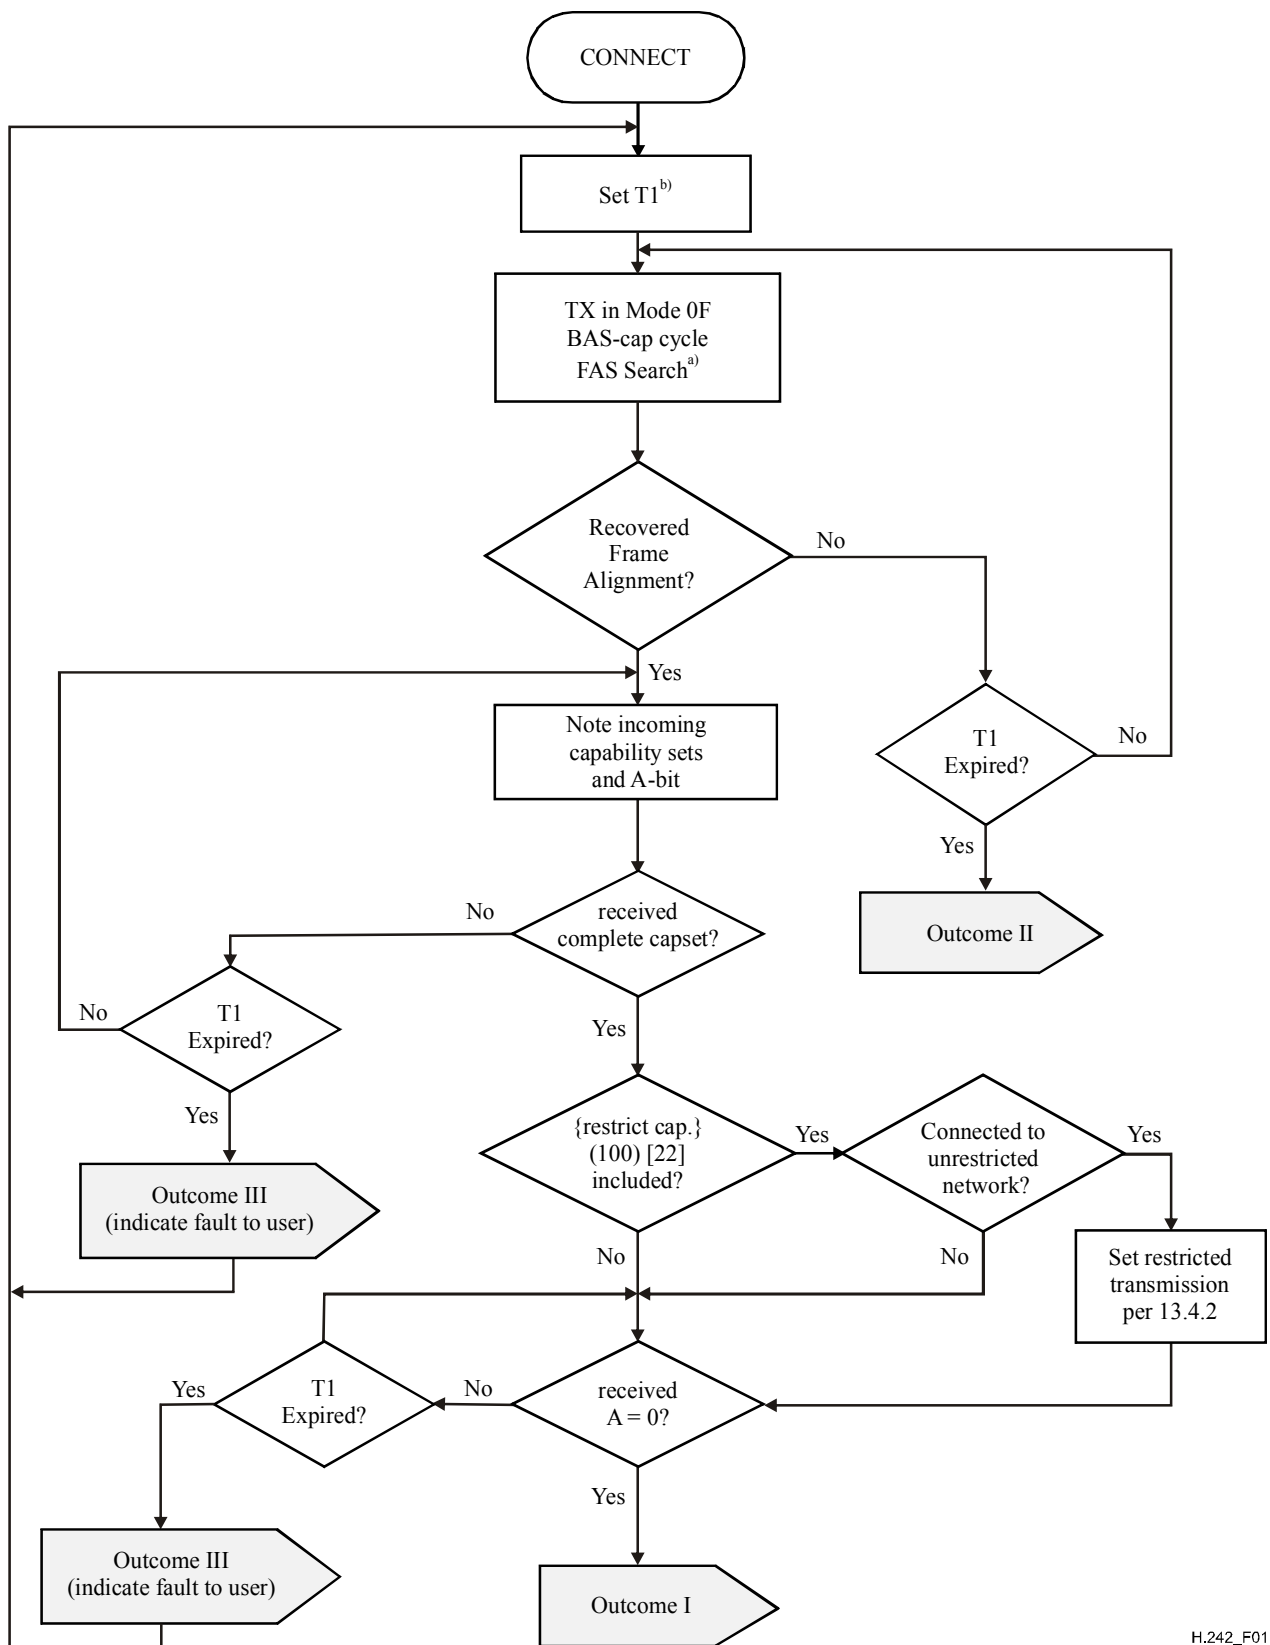 CONNECT
Set T1b)
TX in Mode 0F
BAS-cap cycle
FAS Searcha)
Recovered
Frame
Alignment?
No
Yes
Note incoming
capability sets
and A-bit
T1
Expired?
No
Yes
Outcome II
received
complete capset?
No
T1
Expired?
No
Yes
Yes
Outcome III
(indicate fault to user)
{restrict cap.}
(100) [22]
included?
Yes
Connected to
unrestricted
network?
Yes
No
No
Set restricted
transmission
per 13.4.2
received
A = 0?
No
T1
Expired?
Yes
Yes
Outcome III
(indicate fault to user)
Outcome I
H.242_F01